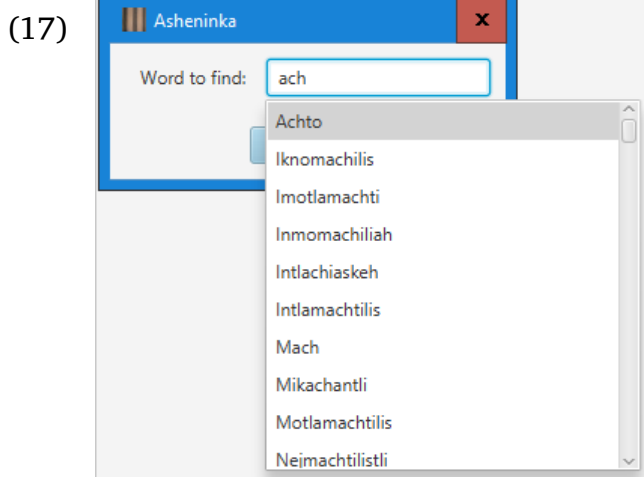 (17)
Asheninka
x
Word to find: ach
Achto
Iknomachilis
Imotlamachti
Inmomachiliah
Intlachiaskeh
Intlamachtilis
Mach
Mikachantli
Motlamachtilis
Nejmachtilistli